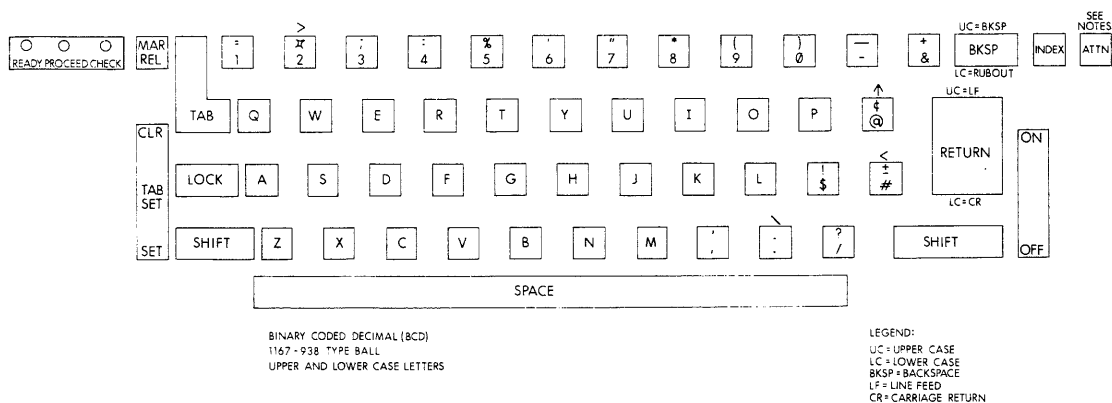 SEE
NOTES
UC=BKSP
>
READY PROCEED CHECK
MAR
REL
=
1
¤
2
;
3
:
4
%
5
'
6
"
7
*
8
(
9
)
Ø
—
-
+
&
BKSP
INDEX
ATTN
LC=RUBOUT
UC=LF
↑
TAB
Q
W
E
R
T
Y
U
I
O
P
¢
@
RETURN
CLR
TAB
SET
SET
LOCK
A
S
D
F
G
H
J
K
L
!
$
<
±
#
LC=CR
ON
OFF
SHIFT
Z
X
C
V
B
N
M
'
,
\
.
?
/
SHIFT
SPACE
BINARY CODED DECIMAL (BCD)
1167-938 TYPE BALL
UPPER AND LOWER CASE LETTERS
LEGEND:
UC=UPPER CASE
LC=LOWER CASE
BKSP=BACKSPACE
LF=LINE FEED
CR=CARRIAGE RETURN